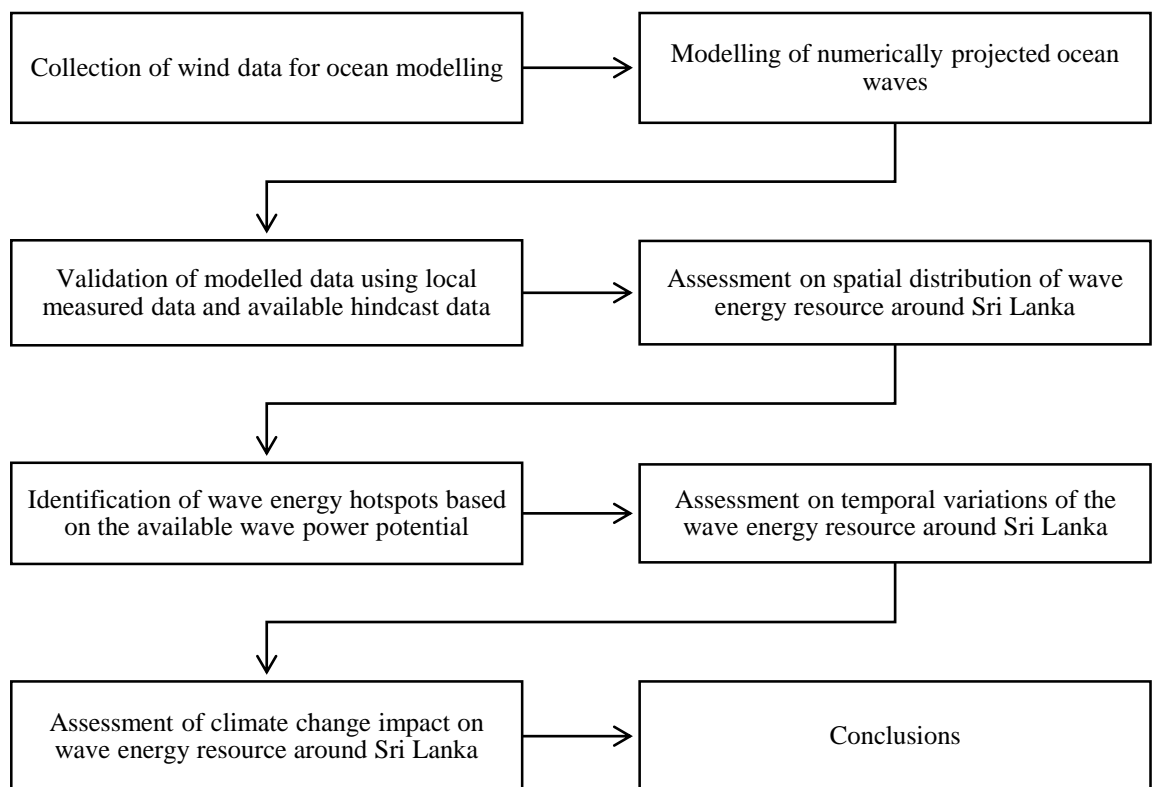 Collection of wind data for ocean modelling
Modelling of numerically projected ocean
waves
Validation of modelled data using local
measured data and available hindcast data
Assessment on spatial distribution of wave
energy resource around Sri Lanka
Identification of wave energy hotspots based
on the available wave power potential
Assessment on temporal variations of the
wave energy resource around Sri Lanka
Assessment of climate change impact on
wave energy resource around Sri Lanka
Conclusions